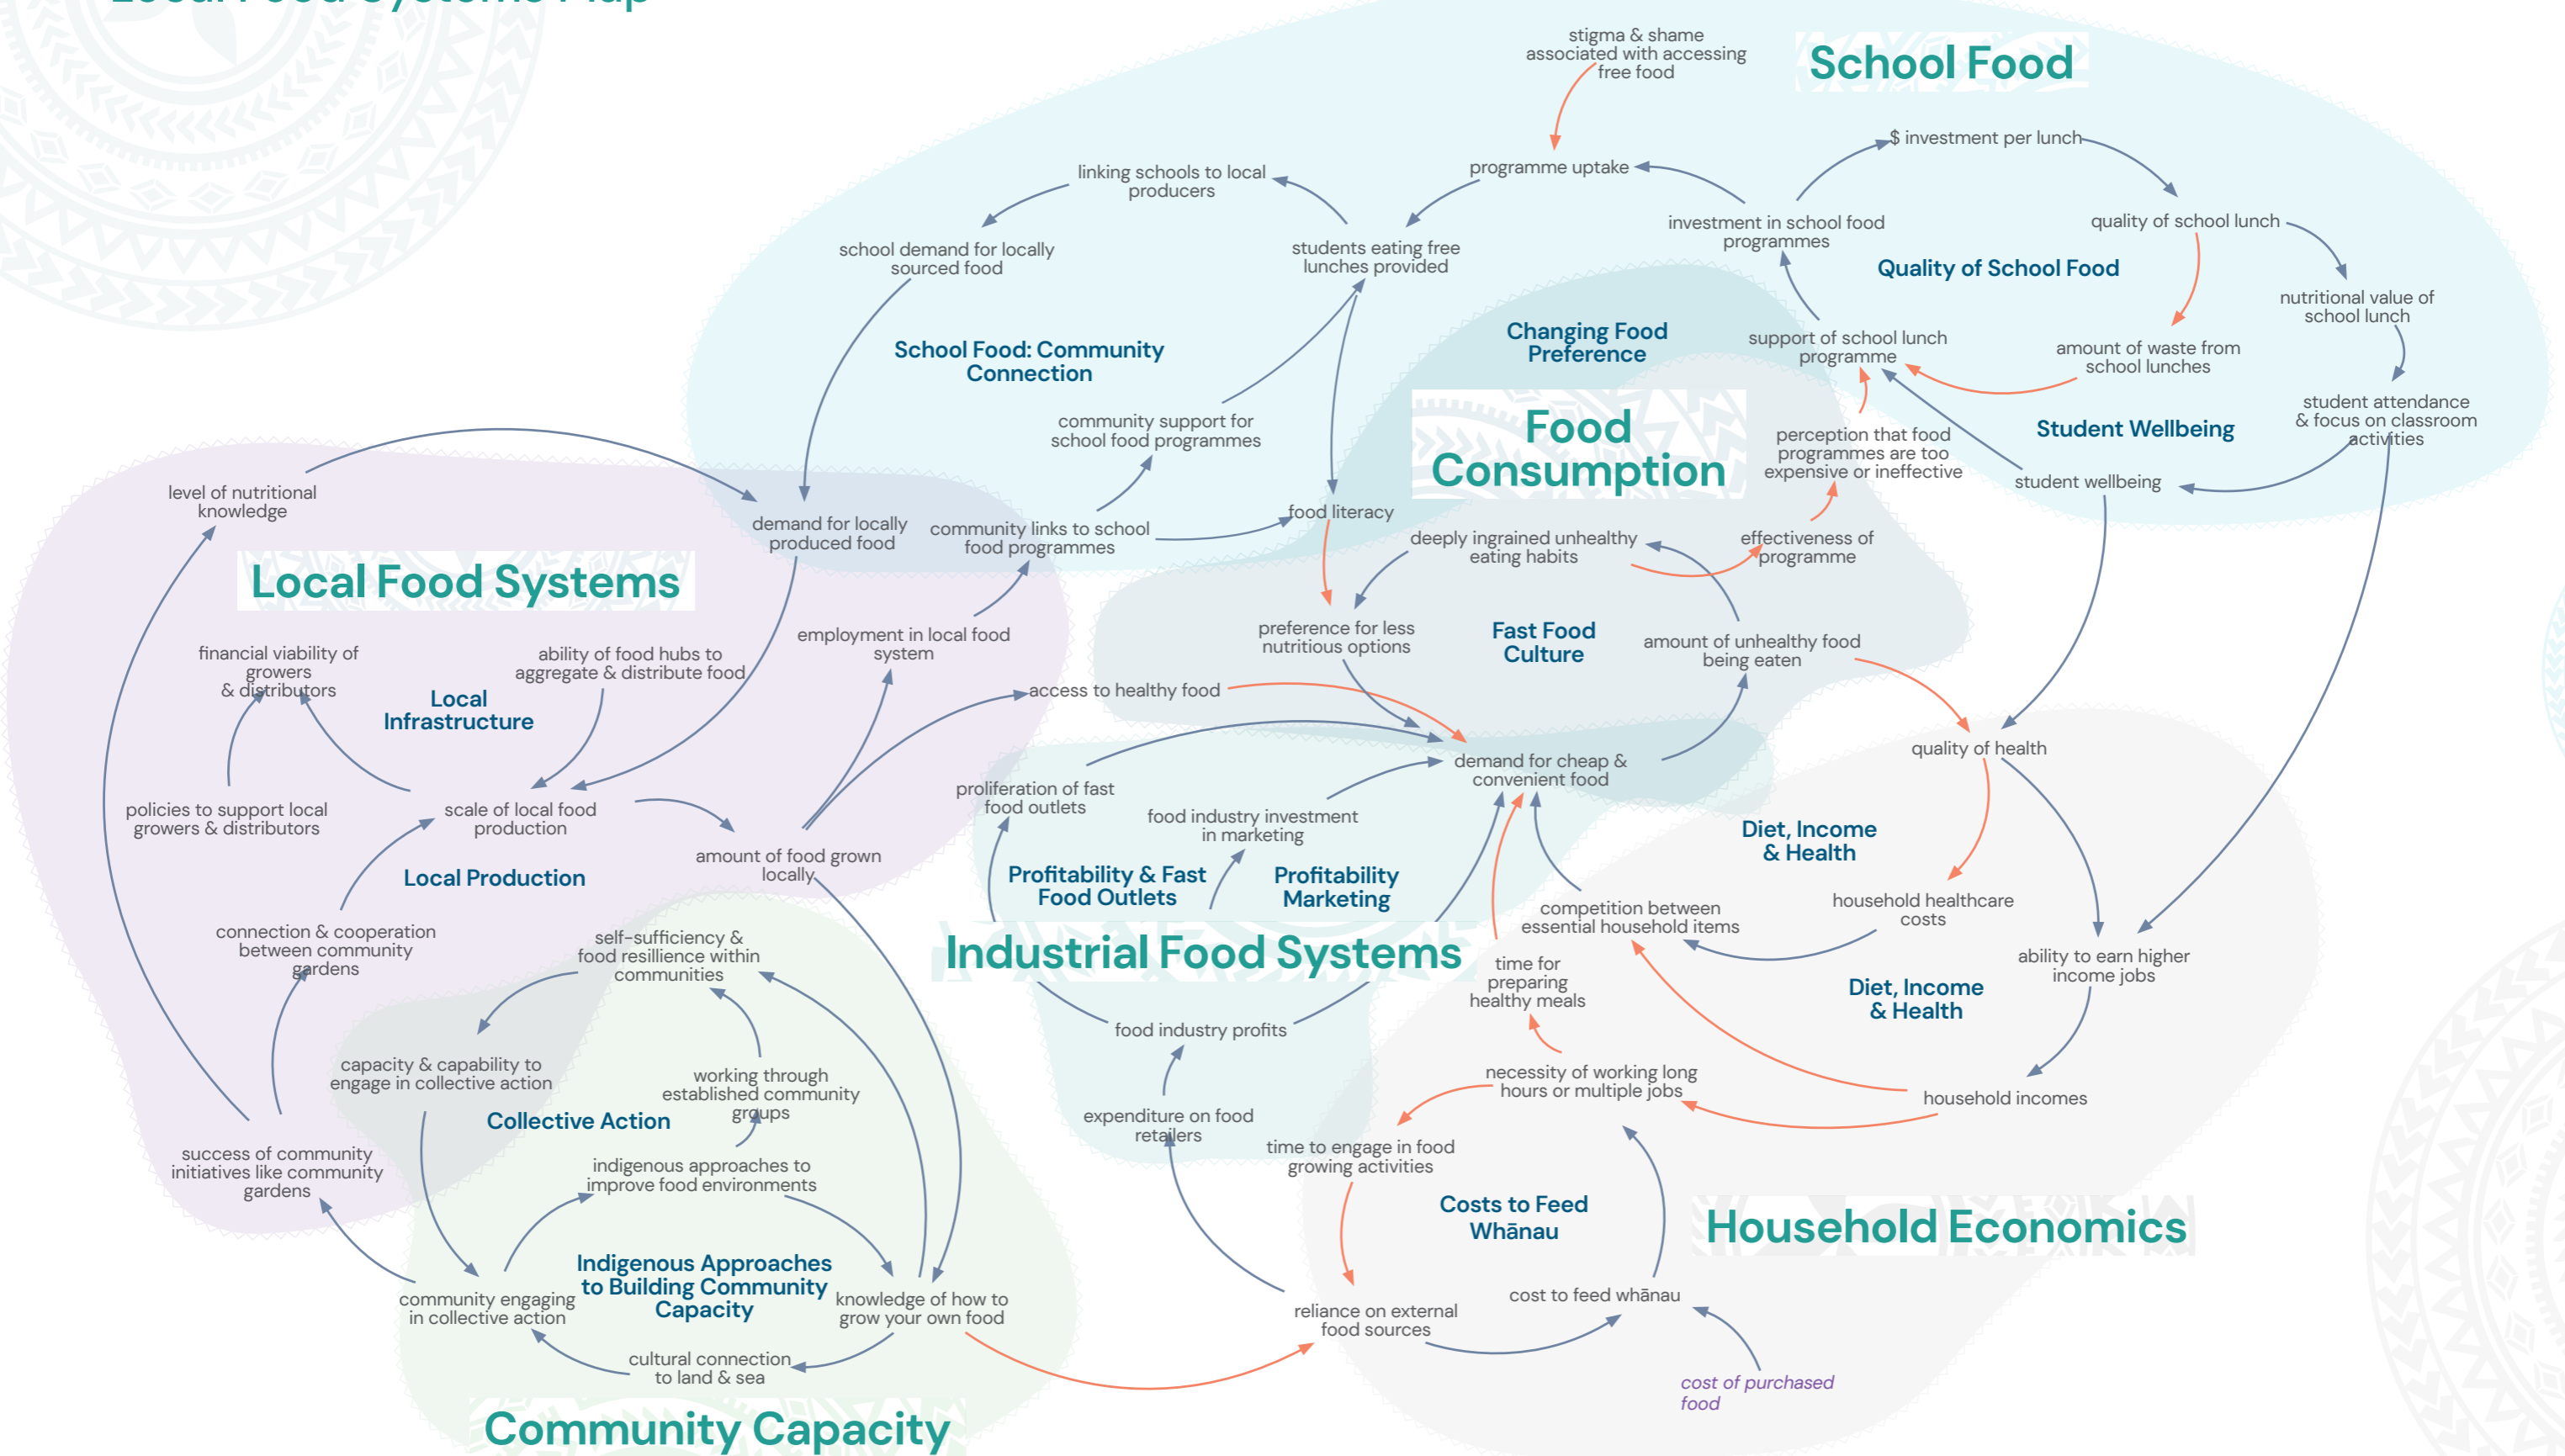 Local Food Systems Map
School Food
stigma & shame
associated with accessing
free food
programme uptake
$ investment per lunch
linking schools to local
producers
investment in school food
programmes
quality of school lunch
school demand for locally
sourced food
students eating free
lunches provided
Quality of School Food
nutritional value of
school lunch
School Food: Community
Connection
Changing Food
Preference
support of school lunch
programme
amount of waste from
school lunches
student attendance
& focus on classroom
activities
community support for
school food programmes
Food
Consumption
perception that food
programmes are too
expensive or ineffective
Student Wellbeing
student wellbeing
level of nutritional
knowledge
demand for locally
produced food
community links to school
food programmes
food literacy
deeply ingrained unhealthy
eating habits
effectiveness of
programme
Local Food Systems
financial viability of
growers
& distributors
ability of food hubs to
aggregate & distribute food
employment in local food
system
preference for less
nutritious options
Fast Food
Culture
amount of unhealthy food
being eaten
Local
Infrastructure
access to healthy food
demand for cheap &
convenient food
quality of health
policies to support local
growers & distributors
scale of local food
production
proliferation of fast
food outlets
food industry investment
in marketing
Diet, Income
& Health
amount of food grown
locally
Local Production
Profitability & Fast
Food Outlets
Profitability
Marketing
household healthcare
costs
competition between
essential household items
connection & cooperation
between community
gardens
self-sufficiency &
food resillience within
communities
Industrial Food Systems
time for
preparing
healthy meals
ability to earn higher
income jobs
Diet, Income
& Health
food industry profits
capacity & capability to
engage in collective action
working through
established community
groups
necessity of working long
hours or multiple jobs
household incomes
Collective Action
expenditure on food
retailers
time to engage in food
growing activities
success of community
initiatives like community
gardens
indigenous approaches to
improve food environments
Costs to Feed
Whānau
Household Economics
Indigenous Approaches
to Building Community
Capacity
community engaging
in collective action
knowledge of how to
grow your own food
reliance on external
food sources
cost to feed whānau
cultural connection
to land & sea
cost of purchased
food
Community Capacity